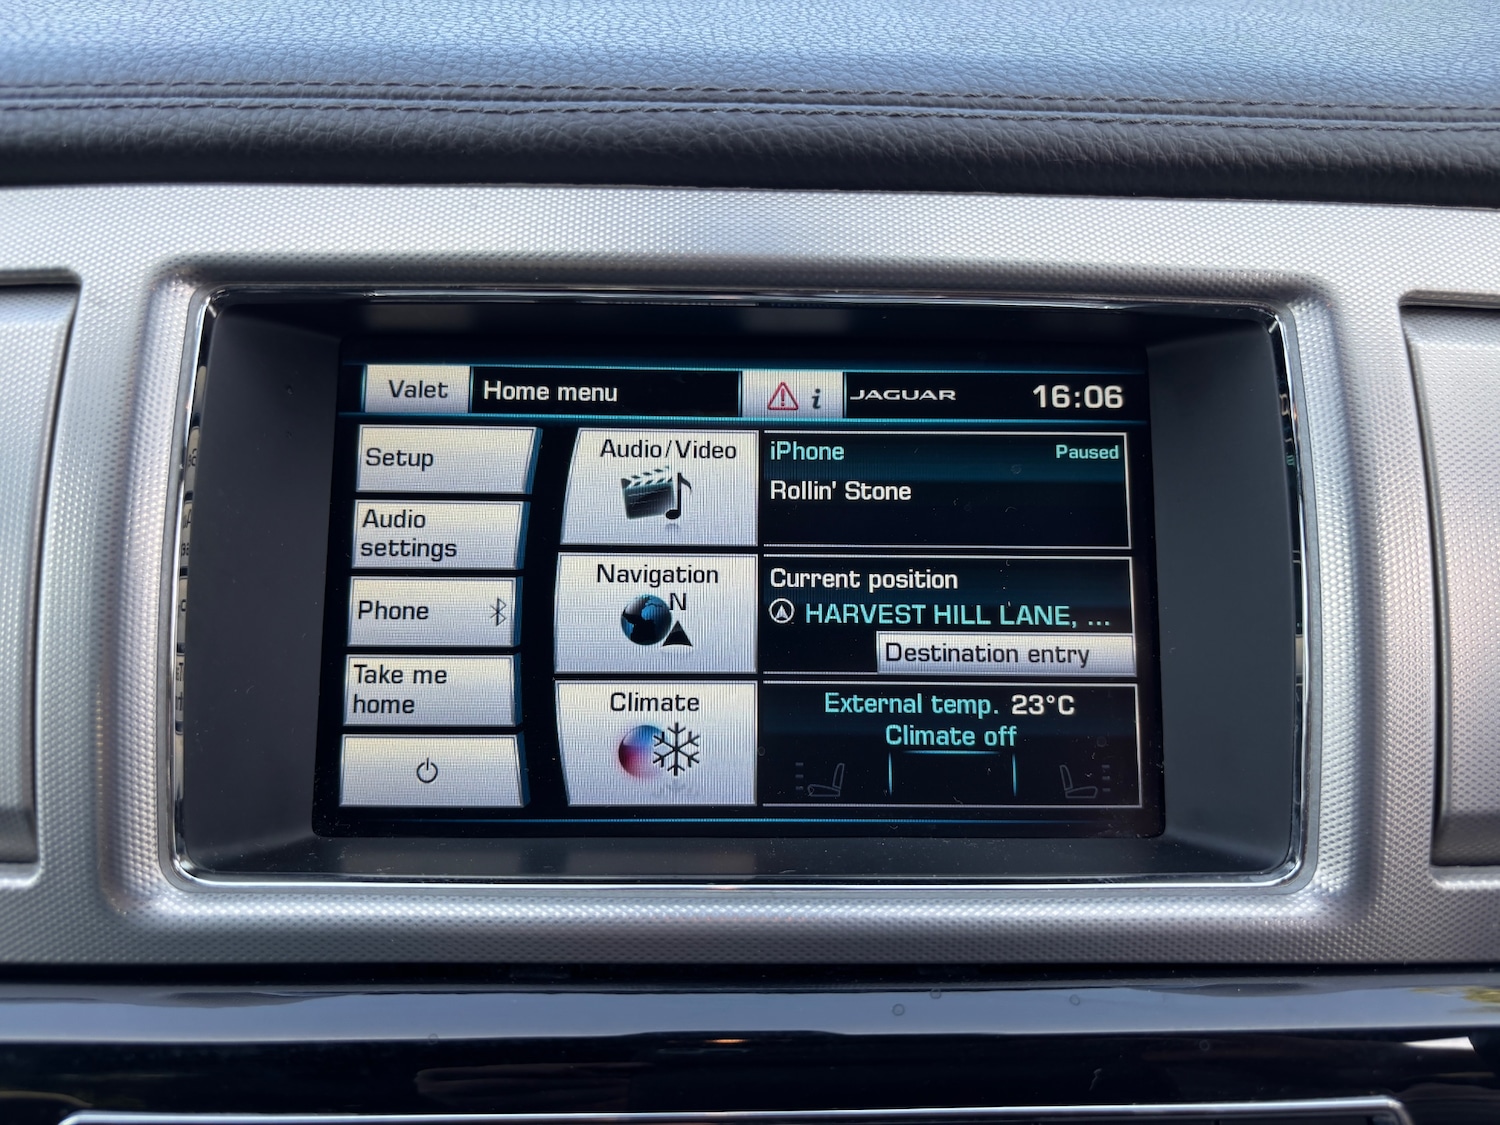 Valet
Home menu
i
JAGUAR
16:06
Setup
Audio
settings
Phone
Take me
home
Audio/Video
Navigation
N
Climate
iPhone
Paused
Rollin' Stone
Current position
HARVEST HILL LANE, ...
Destination entry
External temp. 23°C
Climate off